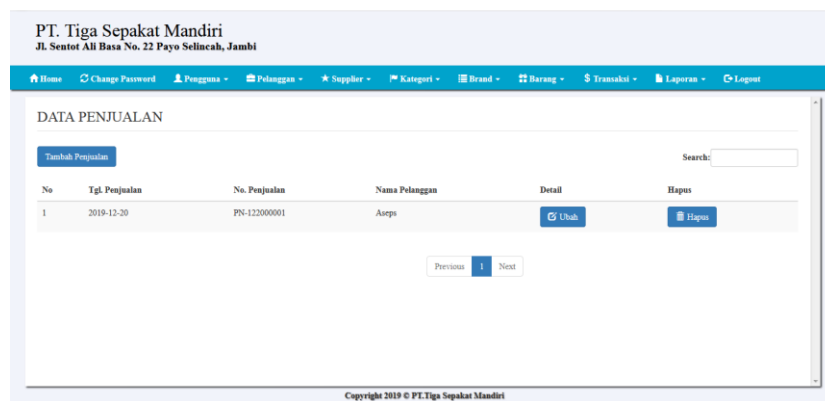 PT. Tiga Sepakat Mandiri
Jl. Sentot Ali Basa No. 22 Payo Selincah, Jambi
Home Change Password Pengguna Pelanggan Supplier Kategori Brand Barang $ Transaksi Laporan Logout
DATA PENJUALAN
Tambah Penjualan Search:
No Tgl. Penjualan No. Penjualan Nama Pelanggan Detail Hapus
1 2019-12-20 PN-122000001 Aseps Ubah Hapus
Previous 1 Next
Copyright 2019 © PT.Tiga Sepakat Mandiri